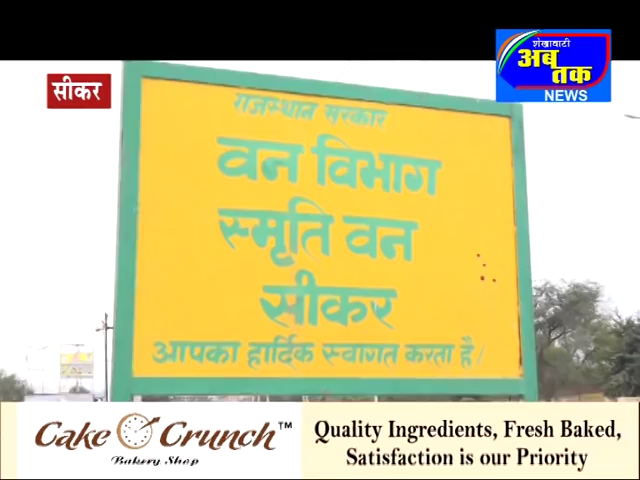 शेखावाटी
अब
तक
NEWS
सीकर
राजस्थान सरकार
वन विभाग
स्मृति वन
सीकर
आपका हार्दिक स्वागत करता है।
Cake Crunch™
Bakery Shop
Quality Ingredients, Fresh Baked,
Satisfaction is our Priority